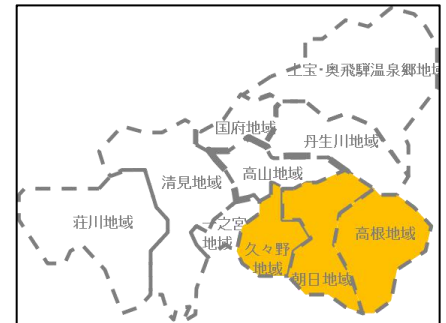 上宝・奥飛騨温泉郷地域
国府地域
丹生川地域
高山地域
清見地域
荘川地域
一之宮
地域
久々野
地域
高根地域
朝日地域